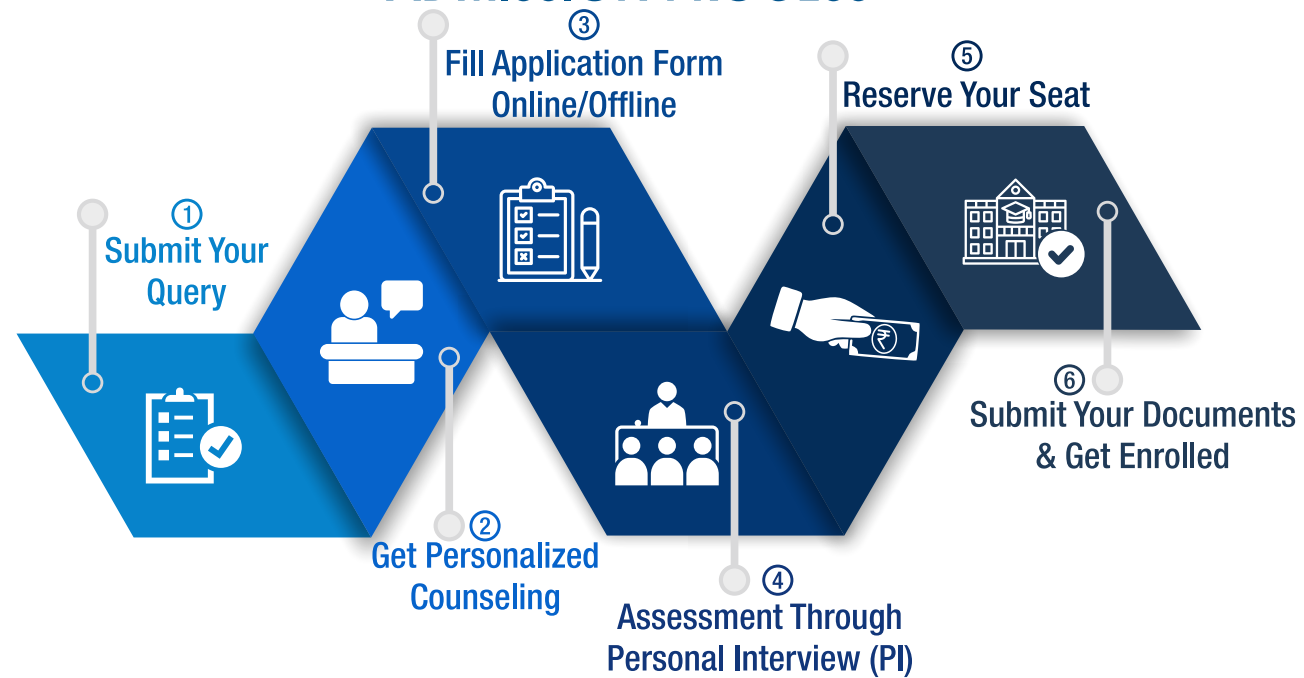 ①
Submit Your
Query
②
Get Personalized
Counseling
③
Fill Application Form
Online/Offline
④
Assessment Through
Personal Interview (PI)
⑤
Reserve Your Seat
₹
⑥
Submit Your Documents
& Get Enrolled